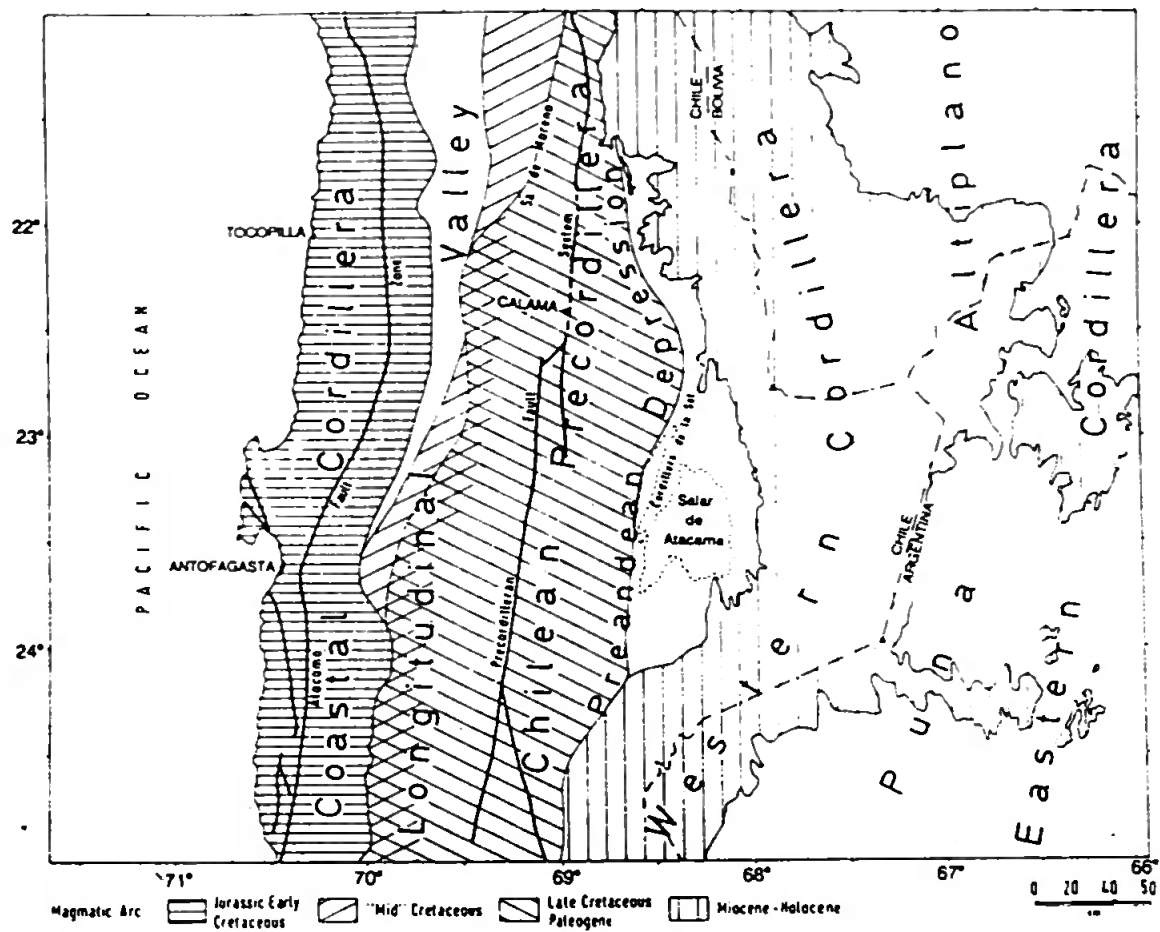 PACIFIC OCEAN
22°
23°
24°
71°
70°
69°
68°
67°
66°
TOCOPILLA
ANTOFAGASTA
CALAMA
Coastal Cordillera
Atacama Fault Zone
Longitudinal Valley
Sa de Moreno
Chilean Precordillera
Precordilleran Fault System
Preandean Depression
Cordillera de la Sal
Salar
de
Atacama
CHILE
BOLIVIA
CHILE
ARGENTINA
Western Cordillera
Altiplano
Puna
Eastern Cordillera
Magmatic Arc
Jurassic Early
Cretaceous
"Mid" Cretaceous
Late Cretaceous
Paleogene
Miocene - Holocene
0 20 40 50